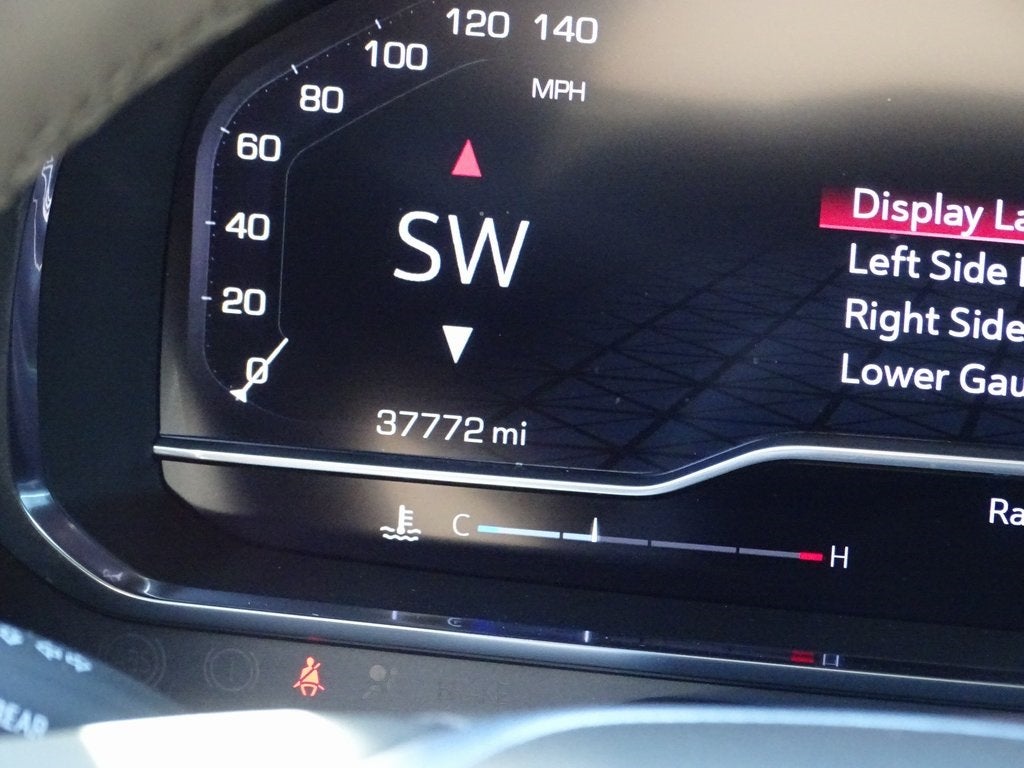 120 140
100
MPH
80
60
40
20
0
SW
37772 mi
Display La
Left Side
Right Side
Lower Gau
Ra
C
H
REAR